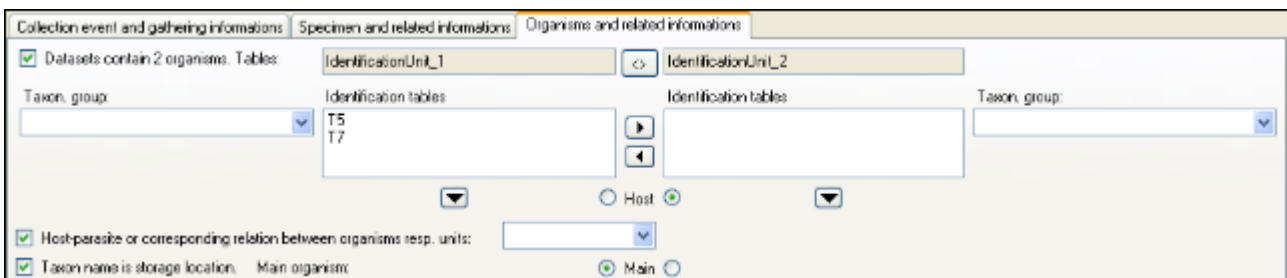 Collection event and gathering informations Specimen and related informations Organisms and related informations
Datasets contain 2 organisms. Tables: IdentificationUnit_1 <> IdentificationUnit_2
Taxon. group: Identification tables Identification tables Taxon. group:
T5
T7
Host
Host-parasite or corresponding relation between organisms resp. units:
Taxon name is storage location. Main organism: Main